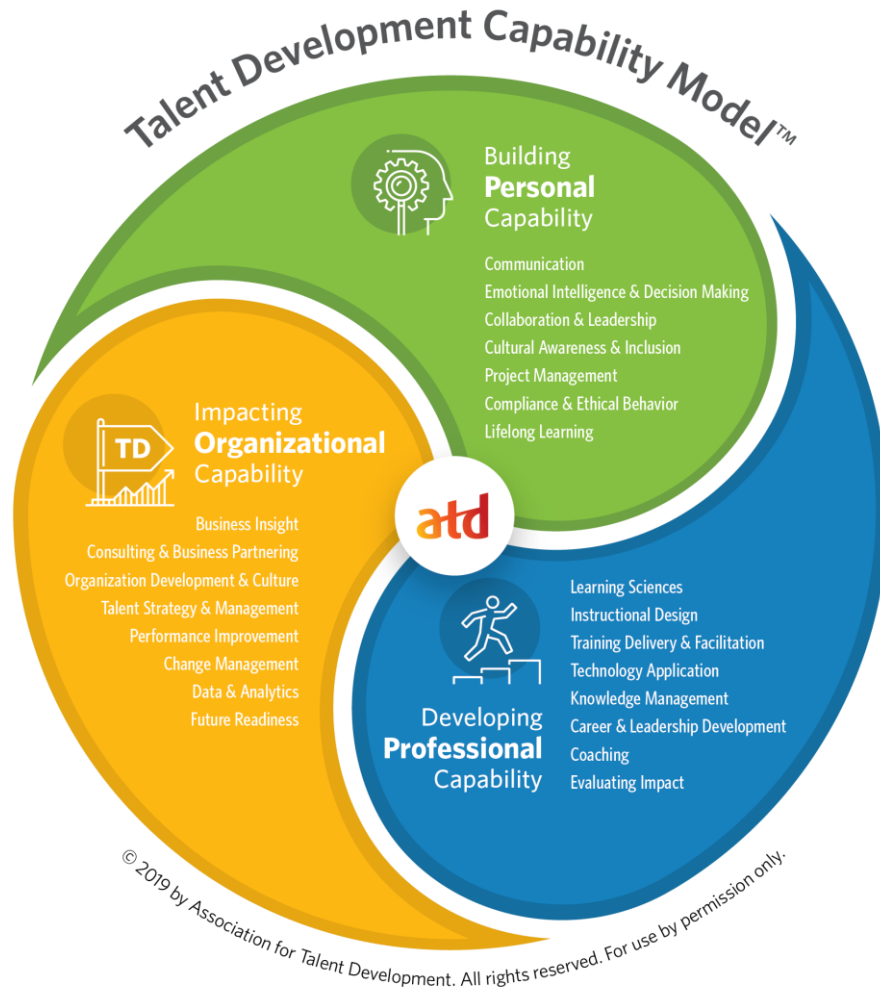 Talent Development Capability Model™
Building
Personal
Capability
Communication
Emotional Intelligence & Decision Making
Collaboration & Leadership
Cultural Awareness & Inclusion
Project Management
Compliance & Ethical Behavior
Lifelong Learning
TD
Impacting
Organizational
Capability
Business Insight
Consulting & Business Partnering
Organization Development & Culture
Talent Strategy & Management
Performance Improvement
Change Management
Data & Analytics
Future Readiness
atd
Developing
Professional
Capability
Learning Sciences
Instructional Design
Training Delivery & Facilitation
Technology Application
Knowledge Management
Career & Leadership Development
Coaching
Evaluating Impact
© 2019 by Association for Talent Development. All rights reserved. For use by permission only.